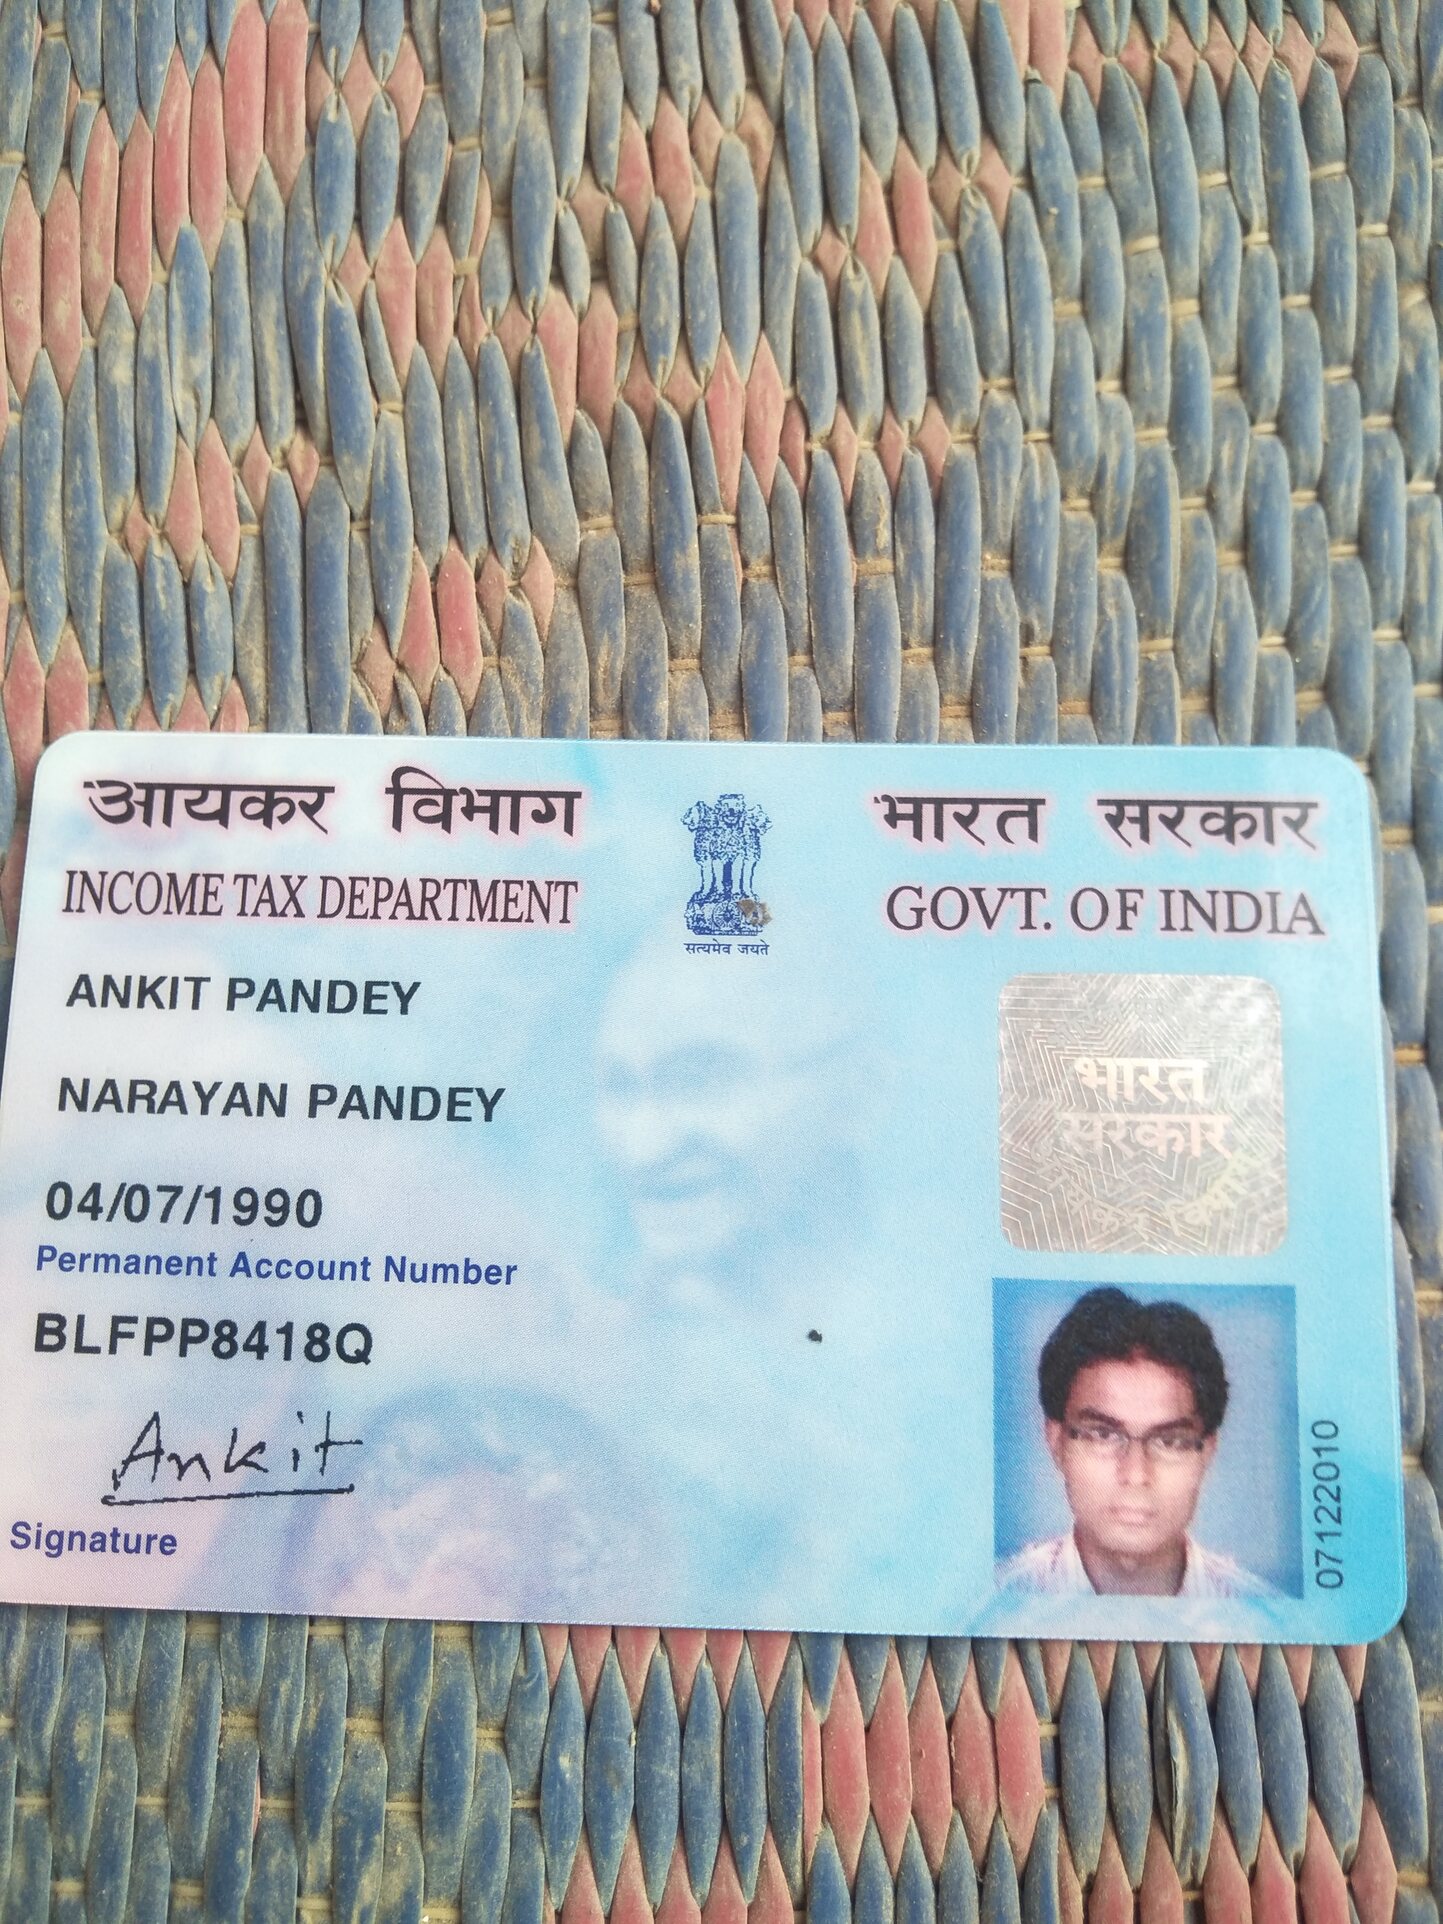 आयकर विभाग
INCOME TAX DEPARTMENT
भारत सरकार
GOVT. OF INDIA
सत्यमेव जयते
ANKIT PANDEY
NARAYAN PANDEY
04/07/1990
Permanent Account Number
BLFPP8418Q
Ankit
Signature
भारत
सरकार
07122010